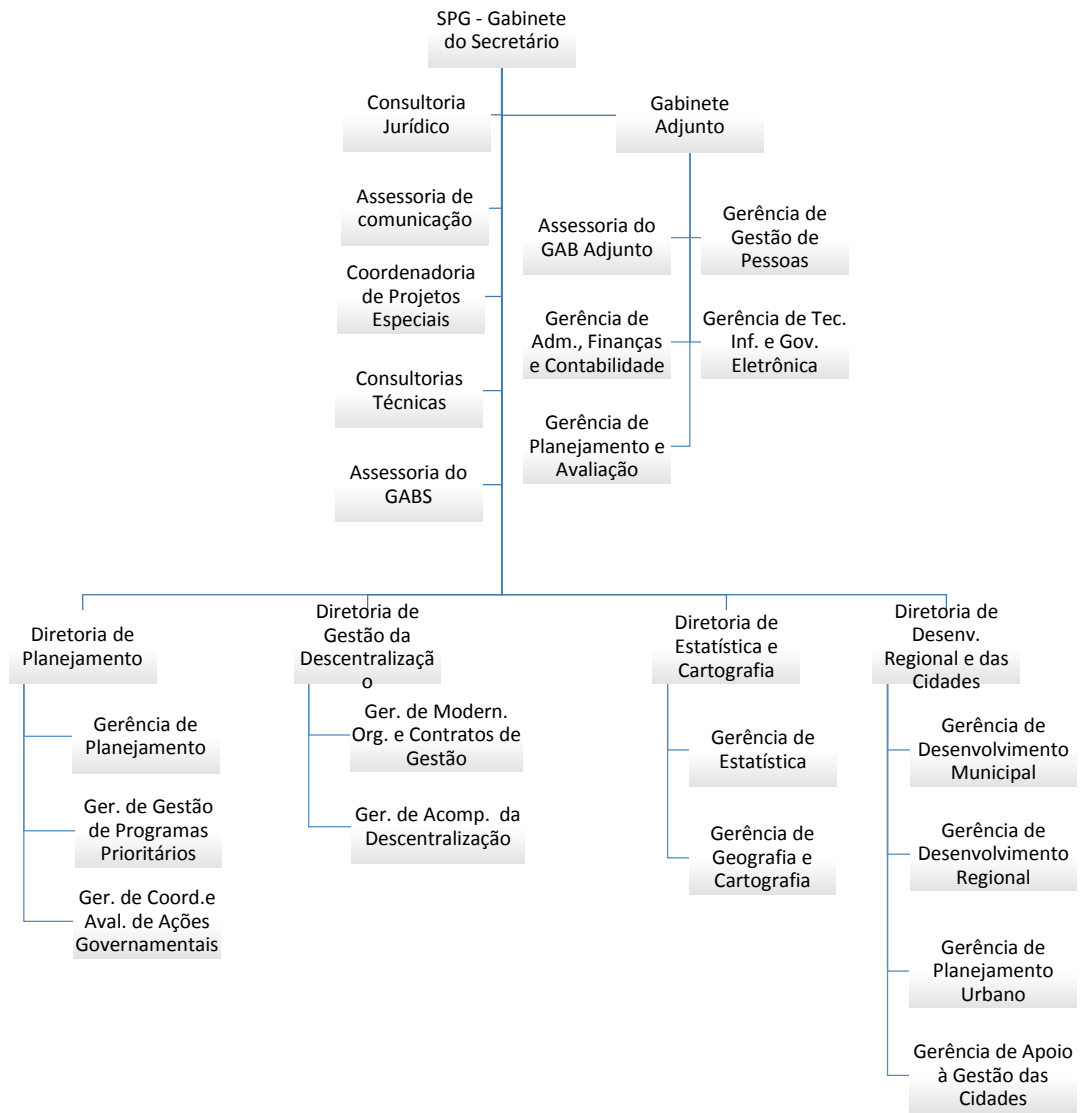 SPG - Gabinete
do Secretário
Consultoria
Jurídico
Gabinete
Adjunto
Assessoria de
comunicação
Assessoria do
GAB Adjunto
Gerência de
Gestão de
Pessoas
Coordenadoria
de Projetos
Especiais
Gerência de
Adm., Finanças
e Contabilidade
Gerência de Tec.
Inf. e Gov.
Eletrônica
Consultorias
Técnicas
Gerência de
Planejamento e
Avaliação
Assessoria do
GABS
Diretoria de
Planejamento
Diretoria de
Gestão da
Descentralizaçã
o
Diretoria de
Estatística e
Cartografia
Diretoria de
Desenv.
Regional e das
Cidades
Gerência de
Planejamento
Ger. de Gestão
de Programas
Prioritários
Ger. de Coord.e
Aval. de Ações
Governamentais
Ger. de Modern.
Org. e Contratos de
Gestão
Ger. de Acomp.  da
Descentralização
Gerência de
Estatística
Gerência de
Geografia e
Cartografia
Gerência de
Desenvolvimento
Municipal
Gerência de
Desenvolvimento
Regional
Gerência de
Planejamento
Urbano
Gerência de Apoio
à Gestão das
Cidades